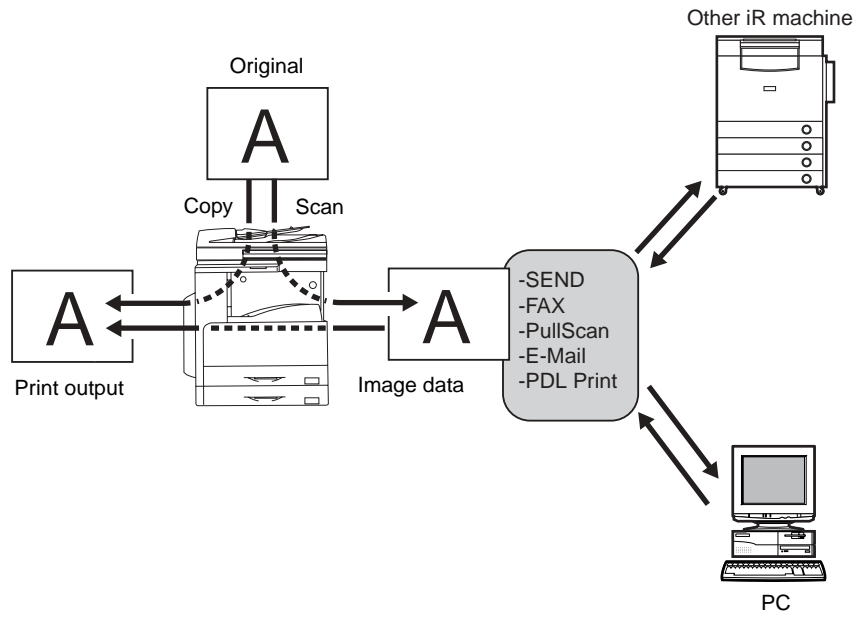 Other iR machine
Original
A
Copy
Scan
A
A
-SEND
-FAX
-PullScan
-E-Mail
-PDL Print
Print output
Image data
PC